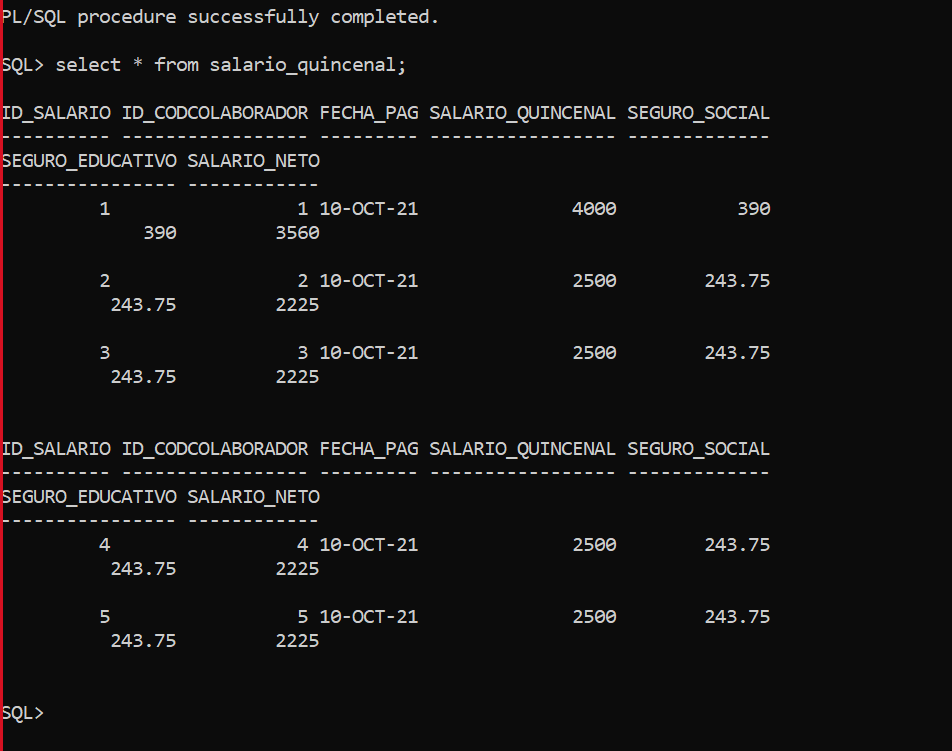 PL/SQL procedure successfully completed.
SQL> select * from salario_quincenal;
ID_SALARIO ID_CODCOLABORADOR FECHA_PAG SALARIO_QUINCENAL SEGURO_SOCIAL
---------- ----------------- --------- ----------------- -------------
SEGURO_EDUCATIVO SALARIO_NETO
---------------- ------------
1 1 10-OCT-21 4000 390
390 3560
2 2 10-OCT-21 2500 243.75
243.75 2225
3 3 10-OCT-21 2500 243.75
243.75 2225
ID_SALARIO ID_CODCOLABORADOR FECHA_PAG SALARIO_QUINCENAL SEGURO_SOCIAL
---------- ----------------- --------- ----------------- -------------
SEGURO_EDUCATIVO SALARIO_NETO
---------------- ------------
4 4 10-OCT-21 2500 243.75
243.75 2225
5 5 10-OCT-21 2500 243.75
243.75 2225
SQL>